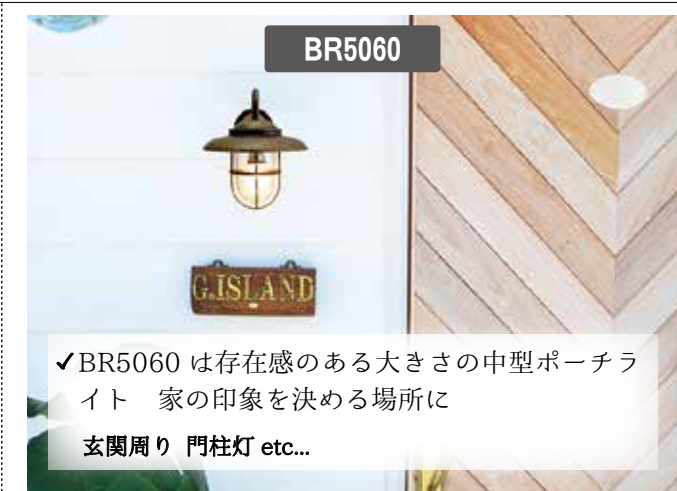 BR5060
G.ISLAND
✓BR5060 は存在感のある大きさの中型ポーチラ
イト　家の印象を決める場所に
玄関周り 門柱灯 etc...